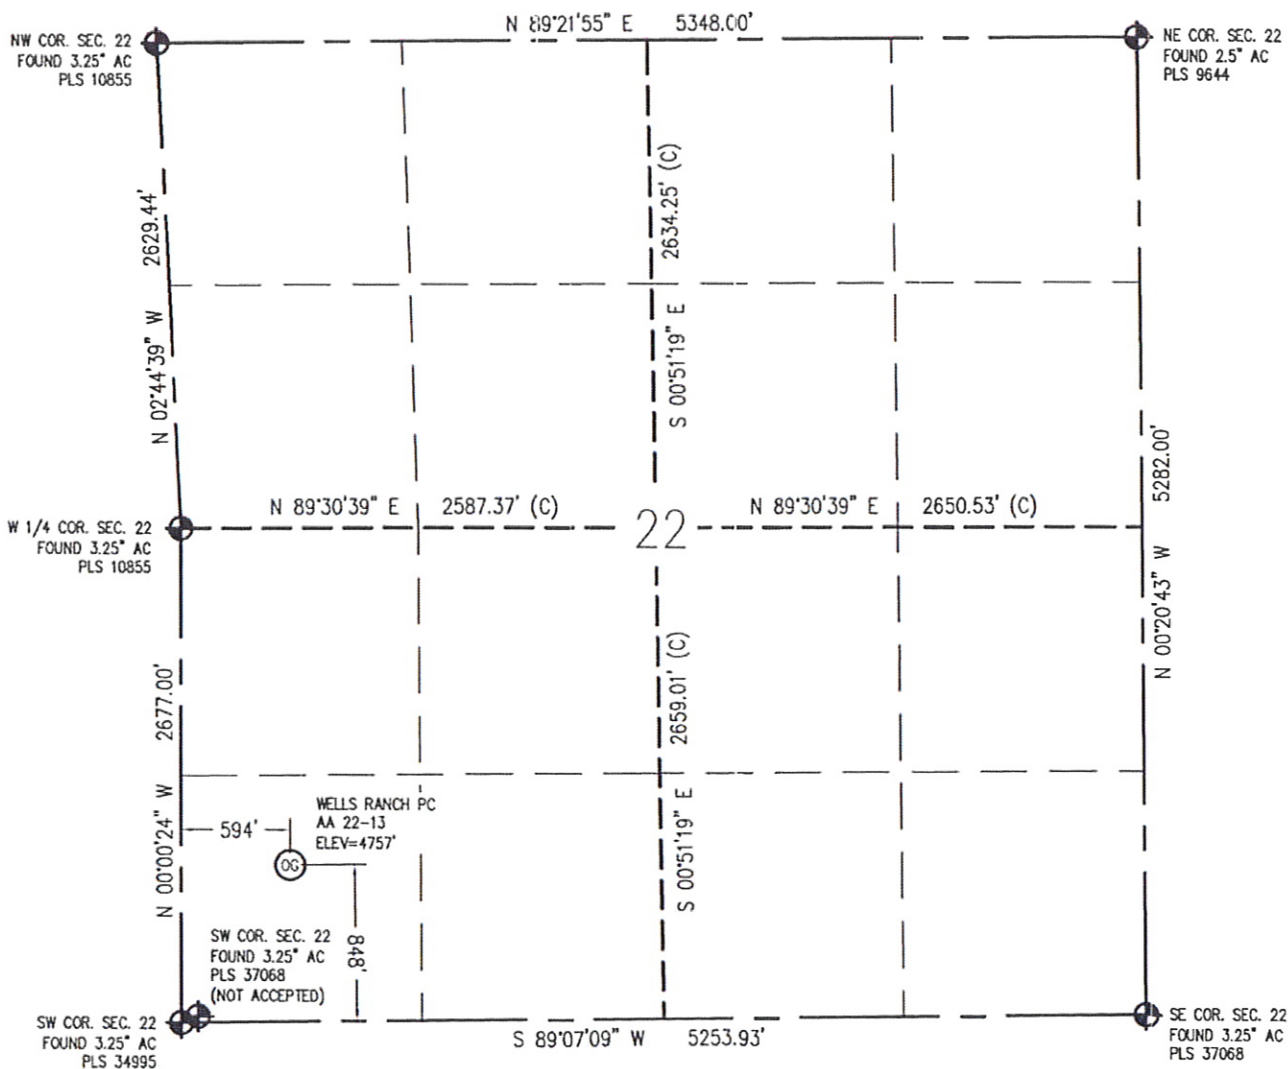 N 89°21'55" E 5348.00'
NW COR. SEC. 22
FOUND 3.25" AC
PLS 10855
NE COR. SEC. 22
FOUND 2.5" AC
PLS 9644
N 02°44'39" W 2629.44'
S 00°51'19" E 2634.25' (C)
N 00°20'43" W 5282.00'
W 1/4 COR. SEC. 22
FOUND 3.25" AC
PLS 10855
N 89°30'39" E 2587.37' (C)
22
N 89°30'39" E 2650.53' (C)
N 00°00'24" W 2677.00'
S 00°51'19" E 2659.01' (C)
WELLS RANCH PC
AA 22-13
ELEV=4757'
594'
OG
848'
SW COR. SEC. 22
FOUND 3.25" AC
PLS 37068
(NOT ACCEPTED)
SW COR. SEC. 22
FOUND 3.25" AC
PLS 34995
S 89°07'09" W 5253.93'
SE COR. SEC. 22
FOUND 3.25" AC
PLS 37068